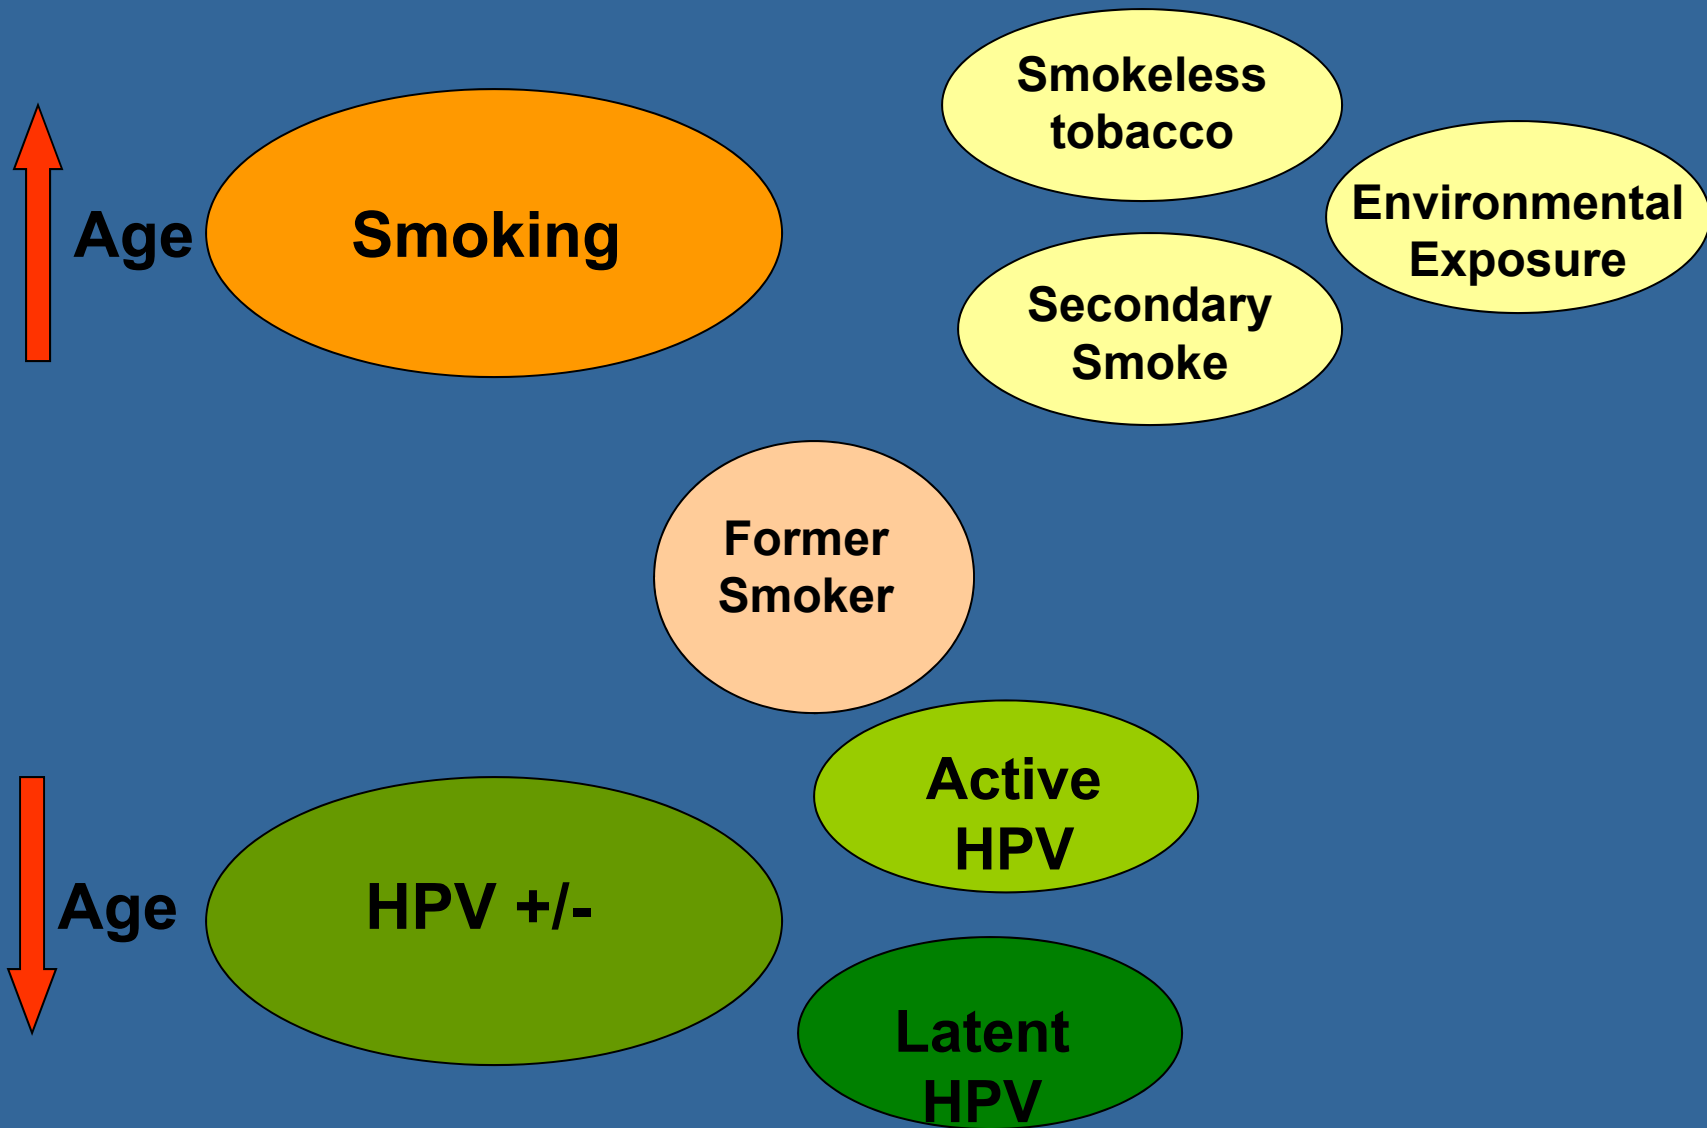 Smokeless
tobacco
Age
Smoking
Environmental
Exposure
Secondary
Smoke
Former
Smoker
Active
HPV
Age
HPV +/-
Latent
HPV